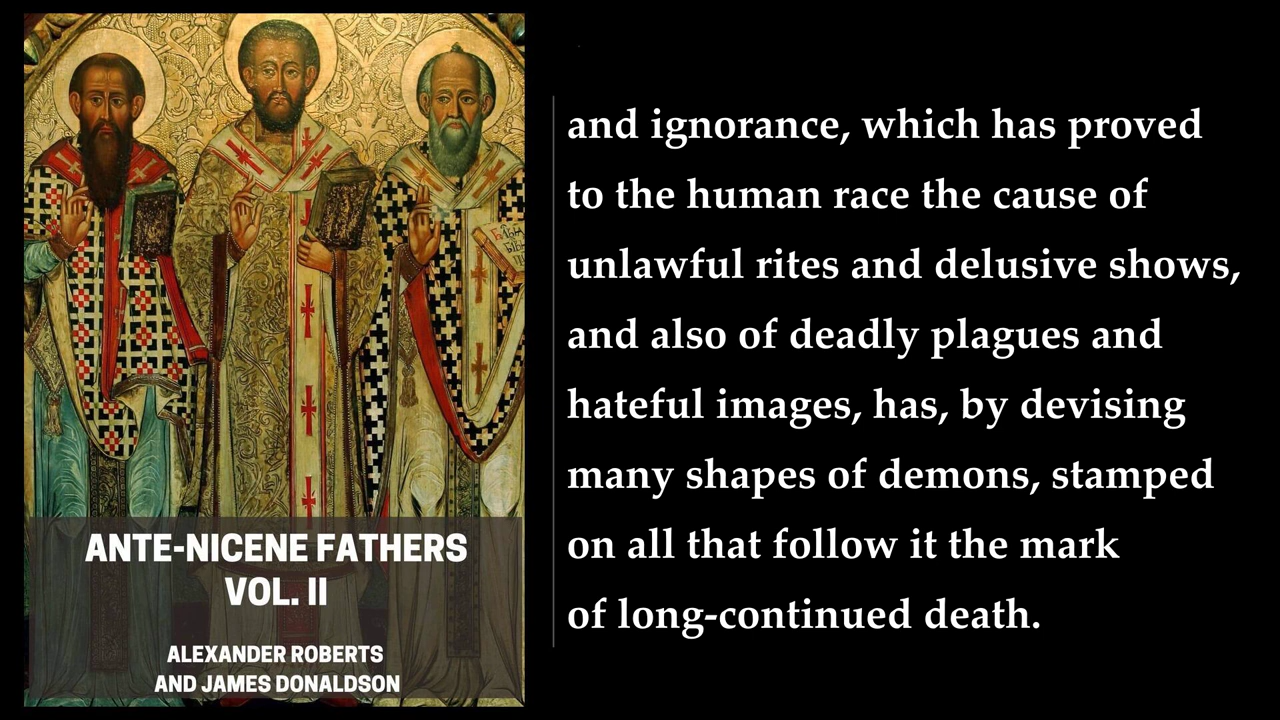 ANTE-NICENE FATHERS
VOL. II
ALEXANDER ROBERTS
AND JAMES DONALDSON
and ignorance, which has proved
to the human race the cause of
unlawful rites and delusive shows,
and also of deadly plagues and
hateful images, has, by devising
many shapes of demons, stamped
on all that follow it the mark
of long-continued death.